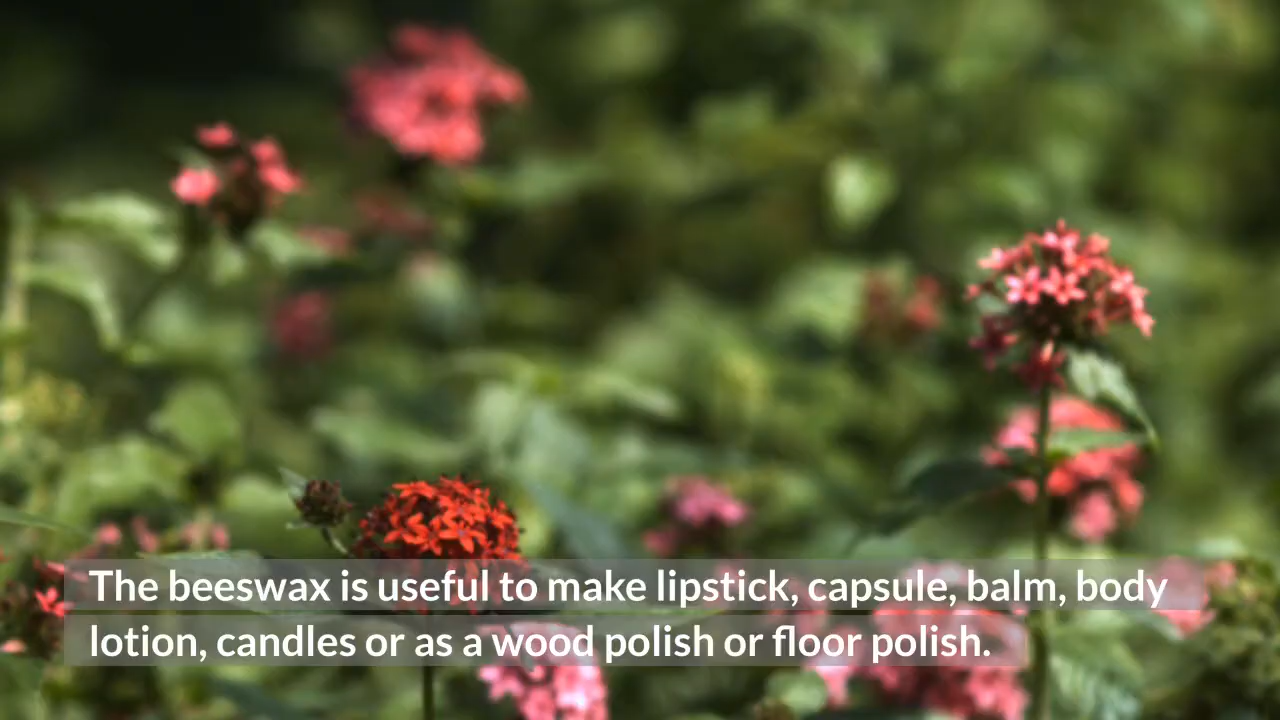 The beeswax is useful to make lipstick, capsule, balm, body
lotion, candles or as a wood polish or floor polish.